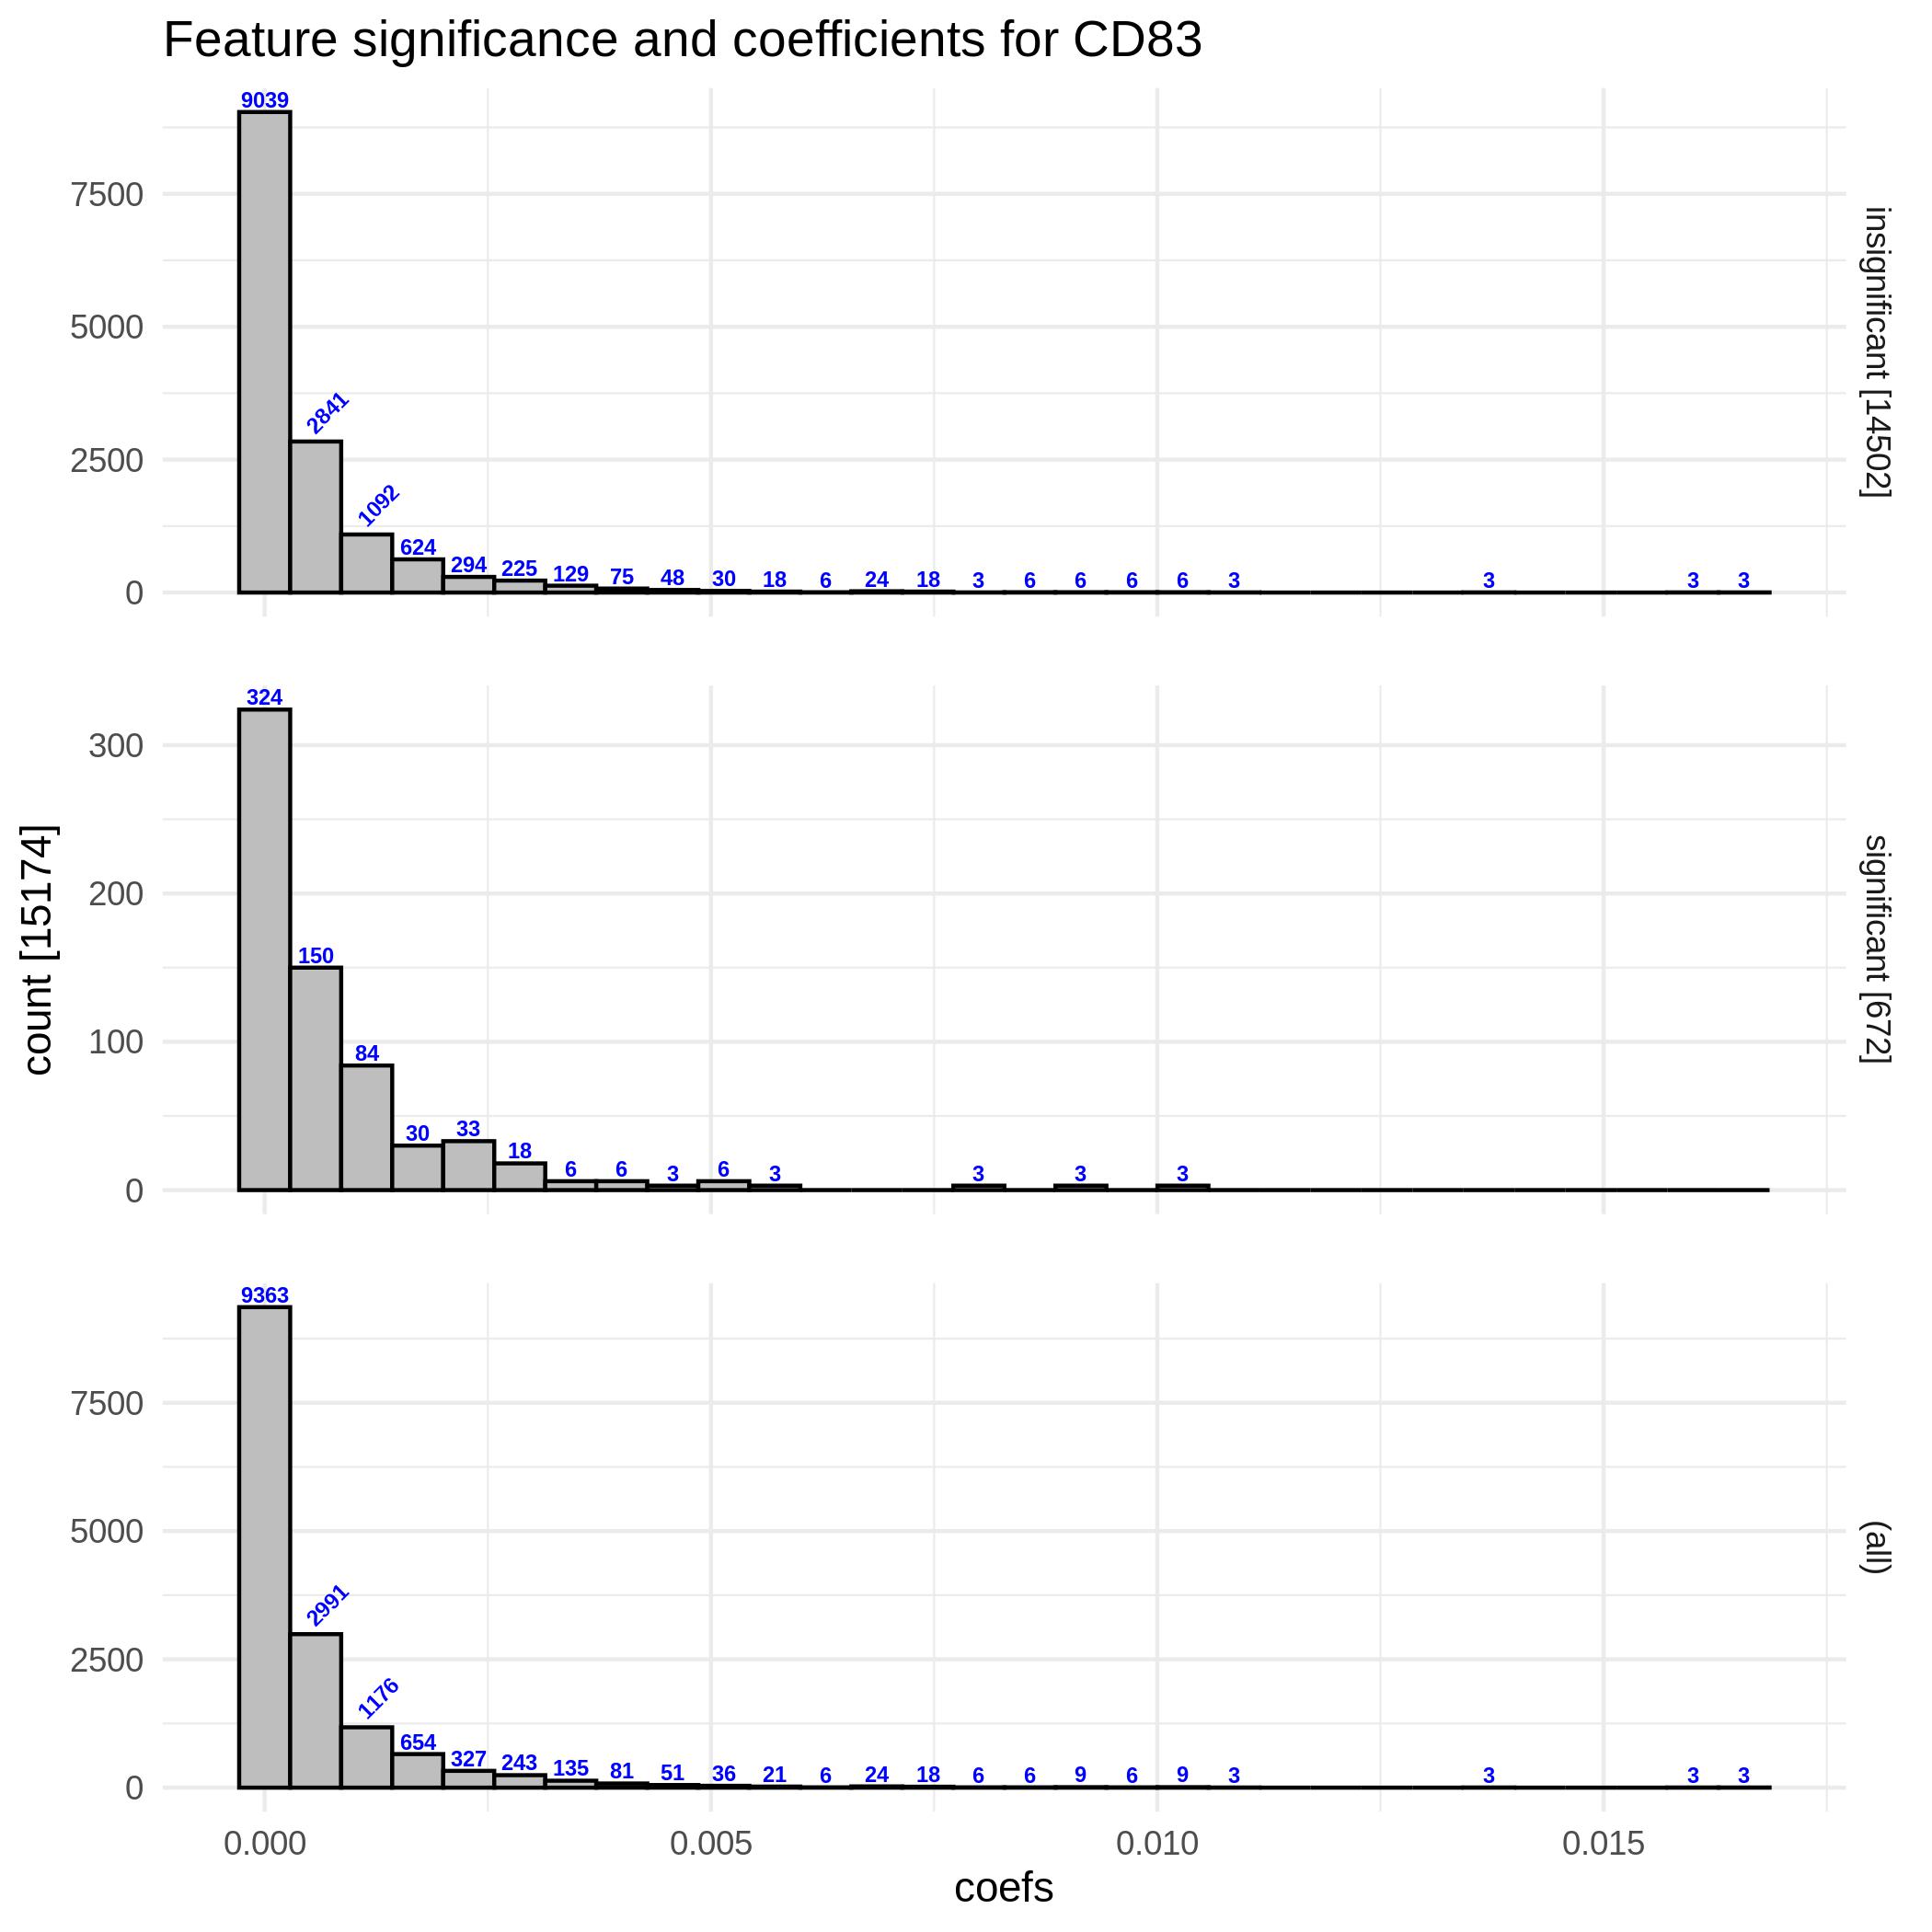 Feature significance and coefficients for CD83
count [15174]
9039
2841
1092
624 294 225 129 75 48 30 18 6 24 18 3 6 6 6 6 3 3 3 3
7500
5000
2500
0
insignificant [14502]
324
150
84
30 33 18 6 6 3 6 3 3 3 3
300
200
100
0
significant [672]
9363
2991
1176
654 327 243 135 81 51 36 21 6 24 18 6 6 9 6 9 3 3 3 3
7500
5000
2500
0
(all)
0.000 0.005 0.010 0.015
coefs